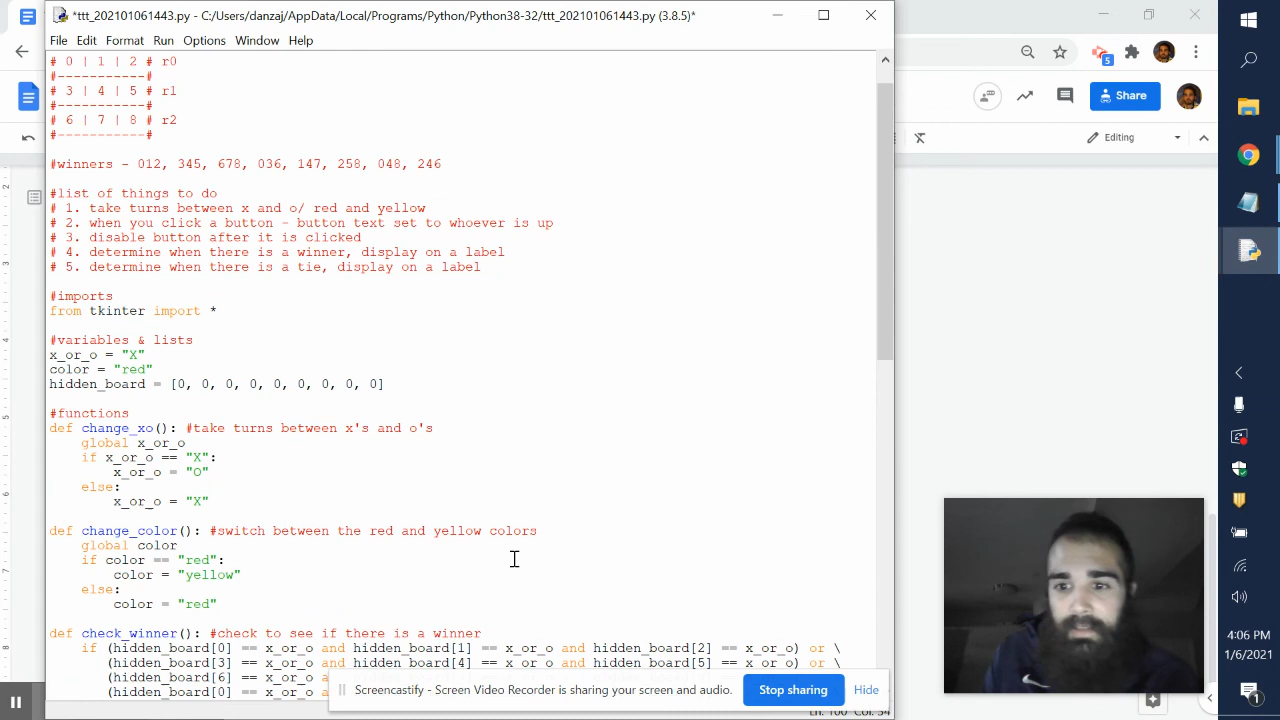 *ttt_202101061443.py - C:/Users/danzaj/AppData/Local/Programs/Python/Python38-32/ttt_202101061443.py (3.8.5)*
File Edit Format Run Options Window Help
# 0 | 1 | 2 # r0
#-----------#
# 3 | 4 | 5 # r1
#-----------#
# 6 | 7 | 8 # r2
#-----------#
#winners - 012, 345, 678, 036, 147, 258, 048, 246
#list of things to do
# 1. take turns between x and o/ red and yellow
# 2. when you click a button - button text set to whoever is up
# 3. disable button after it is clicked
# 4. determine when there is a winner, display on a label
# 5. determine when there is a tie, display on a label
#imports
from tkinter import *
#variables & lists
x_or_o = "X"
color = "red"
hidden_board = [0, 0, 0, 0, 0, 0, 0, 0, 0]
#functions
def change_xo(): #take turns between x's and o's
global x_or_o
if x_or_o == "X":
x_or_o = "O"
else:
x_or_o = "X"
def change_color(): #switch between the red and yellow colors
global color
if color == "red":
color = "yellow"
else:
color = "red"
def check_winner(): #check to see if there is a winner
if (hidden_board[0] == x_or_o and hidden_board[1] == x_or_o and hidden_board[2] == x_or_o) or \
(hidden_board[3] == x_or_o and hidden_board[4] == x_or_o and hidden_board[5] == x_or_o) or \
(hidden_board[6] == x_or_o
(hidden_board[0] == x_or_o
Screencastify - Screen Video Recorder is sharing your screen and audio.
Stop sharing
Hide
5
Share
Editing
2
3
4
5
6
7
8
4:06 PM
1/6/2021
1